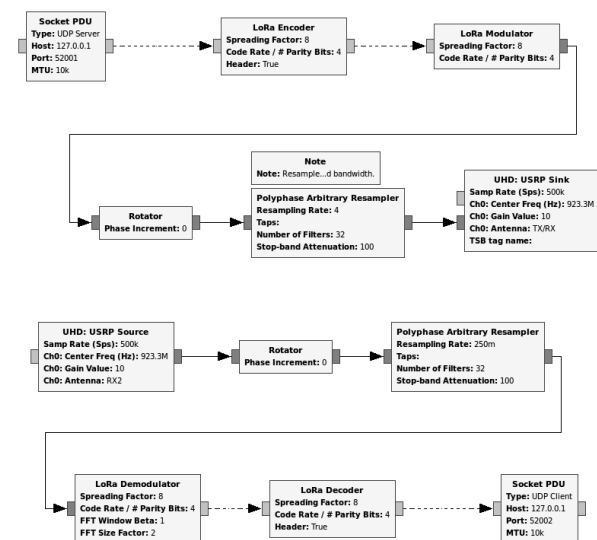 Socket PDU
Type: UDP Server
Host: 127.0.0.1
Port: 52001
MTU: 10k
LoRa Encoder
Spreading Factor: 8
Code Rate / # Parity Bits: 4
Header: True
LoRa Modulator
Spreading Factor: 8
Code Rate / # Parity Bits: 4
Rotator
Phase Increment: 0
Note
Note: Resample...d bandwidth.
Polyphase Arbitrary Resampler
Resampling Rate: 4
Taps:
Number of Filters: 32
Stop-band Attenuation: 100
UHD: USRP Sink
Samp Rate (Sps): 500k
Ch0: Center Freq (Hz): 923.3M
Ch0: Gain Value: 10
Ch0: Antenna: TX/RX
TSB tag name:
UHD: USRP Source
Samp Rate (Sps): 500k
Ch0: Center Freq (Hz): 923.3M
Ch0: Gain Value: 10
Ch0: Antenna: RX2
Rotator
Phase Increment: 0
Polyphase Arbitrary Resampler
Resampling Rate: 250m
Taps:
Number of Filters: 32
Stop-band Attenuation: 100
LoRa Demodulator
Spreading Factor: 8
Code Rate / # Parity Bits: 4
FFT Window Beta: 1
FFT Size Factor: 2
LoRa Decoder
Spreading Factor: 8
Code Rate / # Parity Bits: 4
Header: True
Socket PDU
Type: UDP Client
Host: 127.0.0.1
Port: 52002
MTU: 10k